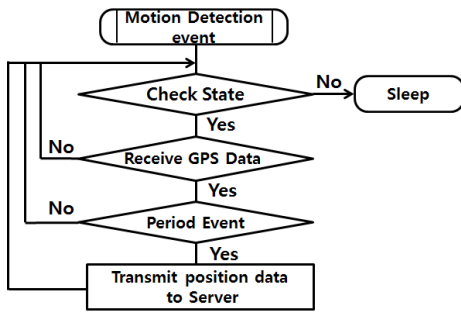 Motion Detection
event
Check State
No
Sleep
Yes
No
Receive GPS Data
Yes
No
Period Event
Yes
Transmit position data
to Server